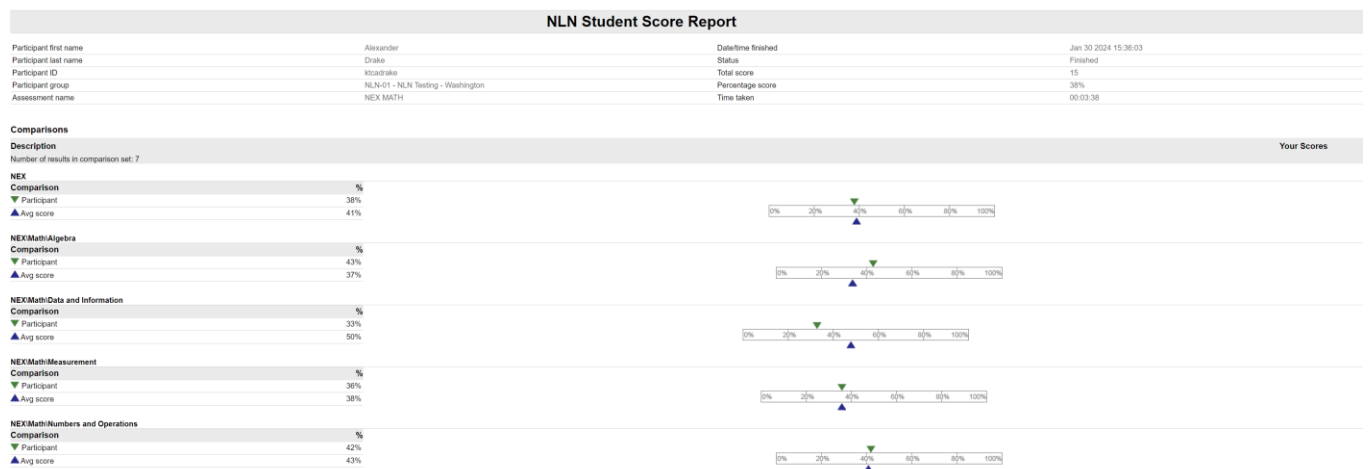 NLN Student Score Report
Participant first name Alexander Date/time finished Jan 30 2024 15:36:03
Participant last name Drake Status Finished
Participant ID ktcadrake Total score 15
Participant group NLN-01 - NLN Testing - Washington Percentage score 38%
Assessment name NEX MATH Time taken 00:03:38
Comparisons
Description Your Scores
Number of results in comparison set: 7
NEX
Comparison %
Participant 38%
Avg score 41%
0% 20% 40% 60% 80% 100%
NEX\Math\Algebra
Comparison %
Participant 43%
Avg score 37%
0% 20% 40% 60% 80% 100%
NEX\Math\Data and Information
Comparison %
Participant 33%
Avg score 50%
0% 20% 40% 60% 80% 100%
NEX\Math\Measurement
Comparison %
Participant 36%
Avg score 38%
0% 20% 40% 60% 80% 100%
NEX\Math\Numbers and Operations
Comparison %
Participant 42%
Avg score 43%
0% 20% 40% 60% 80% 100%